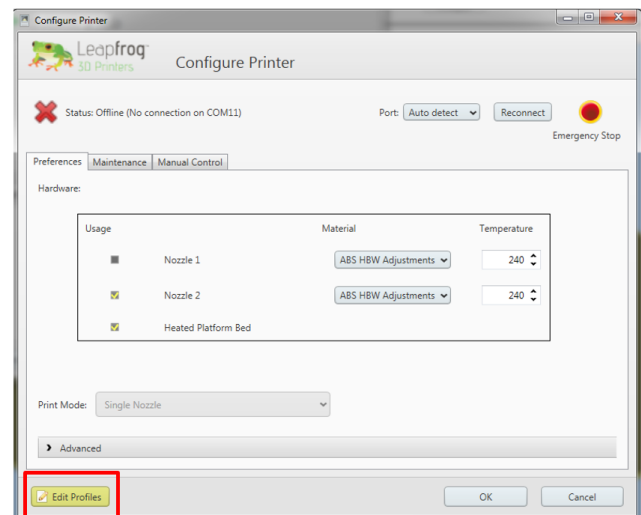 Configure Printer
Leapfrog
3D Printers
Configure Printer
Status: Offline (No connection on COM11)
Port: Auto detect Reconnect
Emergency Stop
Preferences Maintenance Manual Control
Hardware:
Usage Material Temperature
Nozzle 1 ABS HBW Adjustments 240
Nozzle 2 ABS HBW Adjustments 240
Heated Platform Bed
Print Mode: Single Nozzle
Advanced
Edit Profiles OK Cancel